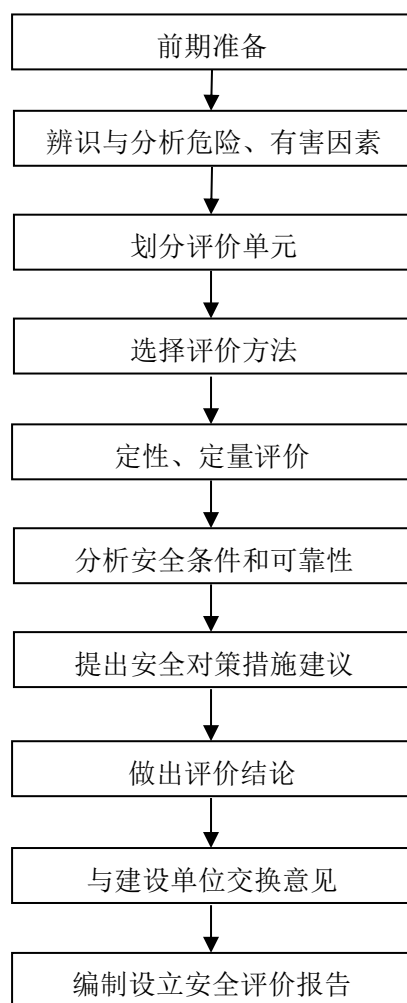 前期准备
辨识与分析危险、有害因素
划分评价单元
选择评价方法
定性、定量评价
分析安全条件和可靠性
提出安全对策措施建议
做出评价结论
与建设单位交换意见
编制设立安全评价报告